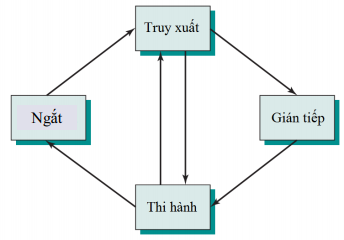 Truy xuất
Ngắt
Gián tiếp
Thi hành